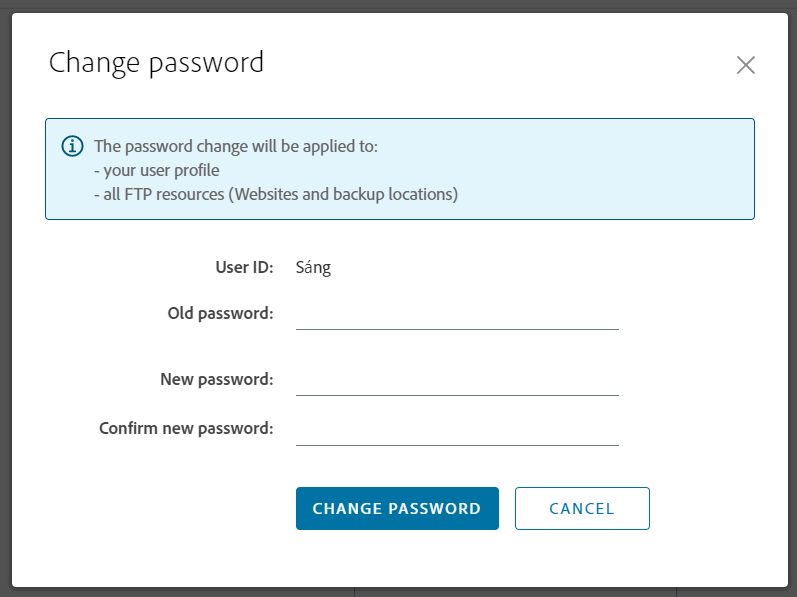 Change password
The password change will be applied to:
- your user profile
- all FTP resources (Websites and backup locations)
User ID: Sáng
Old password:
New password:
Confirm new password:
CHANGE PASSWORD CANCEL